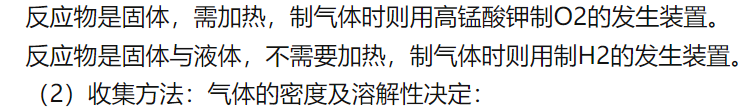 反应物是固体，需加热，制气体时则用高锰酸钾制O2的发生装置。
反应物是固体与液体，不需要加热，制气体时则用制H2的发生装置。
（2）收集方法：气体的密度及溶解性决定：